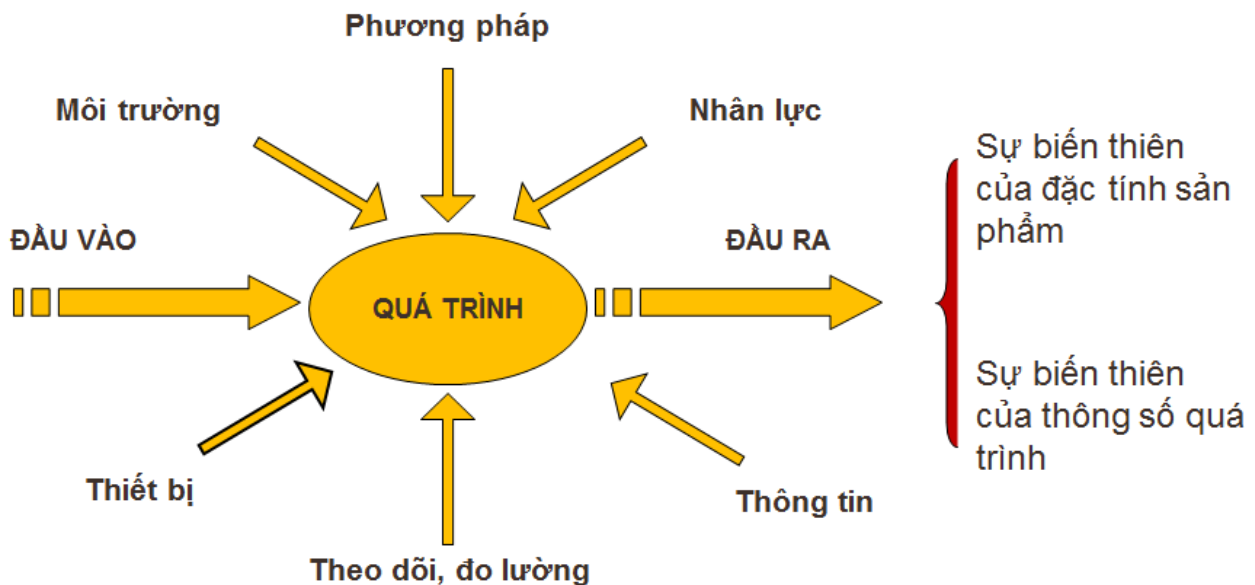 Phương pháp
Môi trường
Nhân lực
ĐẦU VÀO
QUÁ TRÌNH
ĐẦU RA
Sự biến thiên
của đặc tính sản
phẩm
Sự biến thiên
của thông số quá
trình
Thiết bị
Thông tin
Theo dõi, đo lường